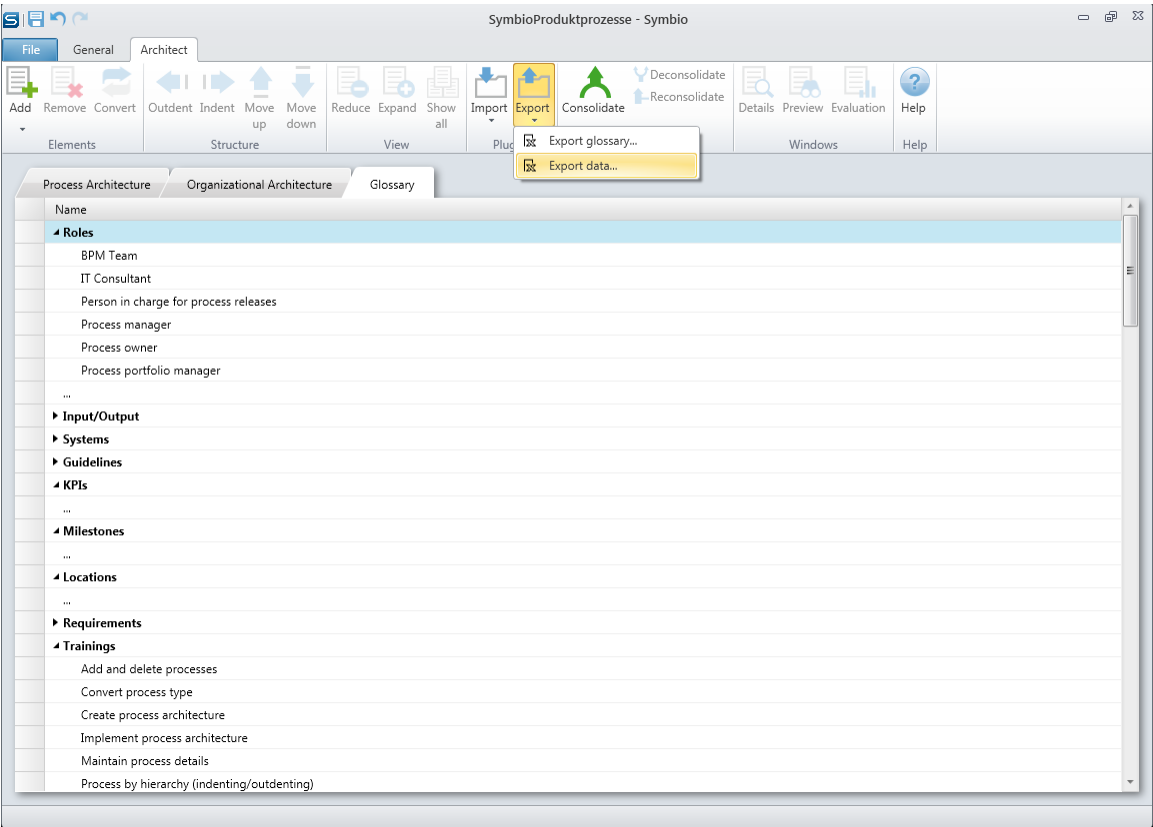 SymbioProduktprozesse - Symbio
File General Architect
Add Remove Convert Outdent Indent Move up Move down Reduce Expand Show all Import Export Consolidate Deconsolidate Reconsolidate Details Preview Evaluation Help
Elements Structure View Plug Windows Help
Export glossary...
Export data...
Process Architecture Organizational Architecture Glossary
Name
Roles
BPM Team
IT Consultant
Person in charge for process releases
Process manager
Process owner
Process portfolio manager
...
Input/Output
Systems
Guidelines
KPIs
...
Milestones
...
Locations
...
Requirements
Trainings
Add and delete processes
Convert process type
Create process architecture
Implement process architecture
Maintain process details
Process by hierarchy (indenting/outdenting)